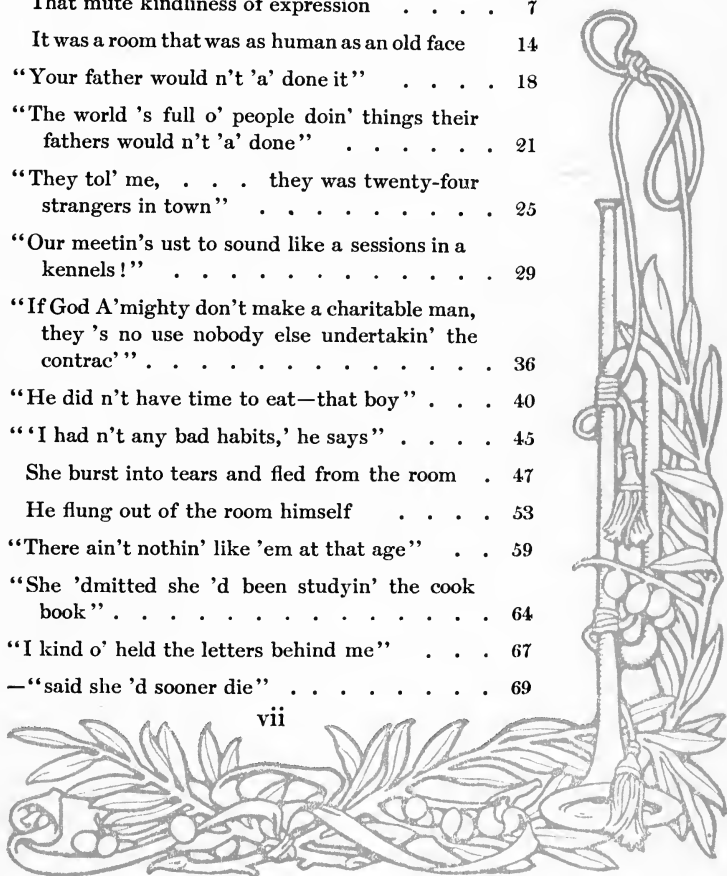 That mute kindliness of expression . . . . 7
It was a room that was as human as an old face 14
“Your father would n't 'a' done it” . . . . 18
“The world 's full o' people doin' things their
fathers would n't 'a' done” . . . . . . 21
“They tol' me, . . . they was twenty-four
strangers in town” . . . . . . . . . 25
“Our meetin's ust to sound like a sessions in a
kennels!” . . . . . . . . . . . . . 29
“If God A'mighty don't make a charitable man,
they 's no use nobody else undertakin' the
contrac'”. . . . . . . . . . . . . . 36
“He did n't have time to eat—that boy” . . . 40
“‘I had n't any bad habits,' he says” . . . . 45
She burst into tears and fled from the room . 47
He flung out of the room himself . . . . 53
“There ain't nothin' like 'em at that age” . . 59
“She 'dmitted she 'd been studyin' the cook
book”. . . . . . . . . . . . . . . 64
“I kind o' held the letters behind me” . . . 67
—“said she 'd sooner die” . . . . . . . . 69
vii